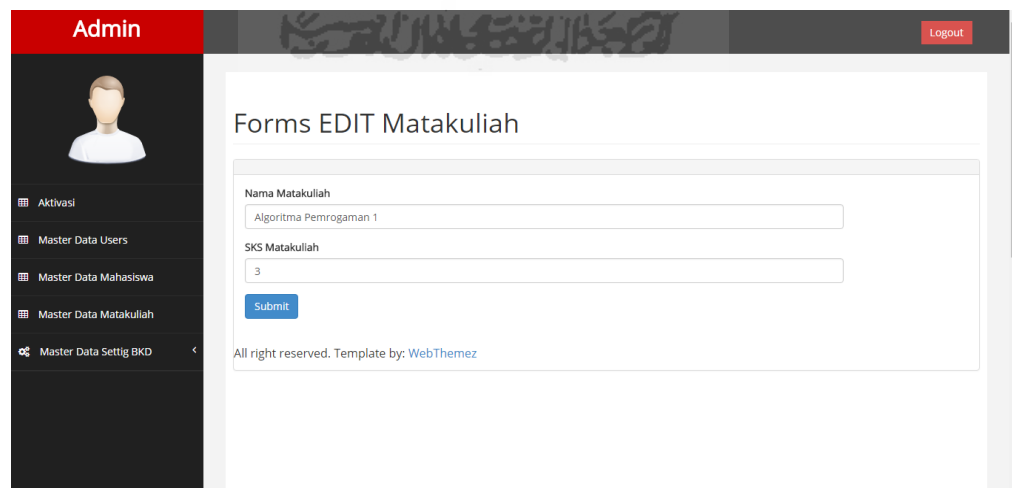 Admin
Logout
Aktivasi
Master Data Users
Master Data Mahasiswa
Master Data Matakuliah
Master Data Settig BKD
Forms EDIT Matakuliah
Nama Matakuliah
Algoritma Pemrogaman 1
SKS Matakuliah
3
Submit
All right reserved. Template by: WebThemez